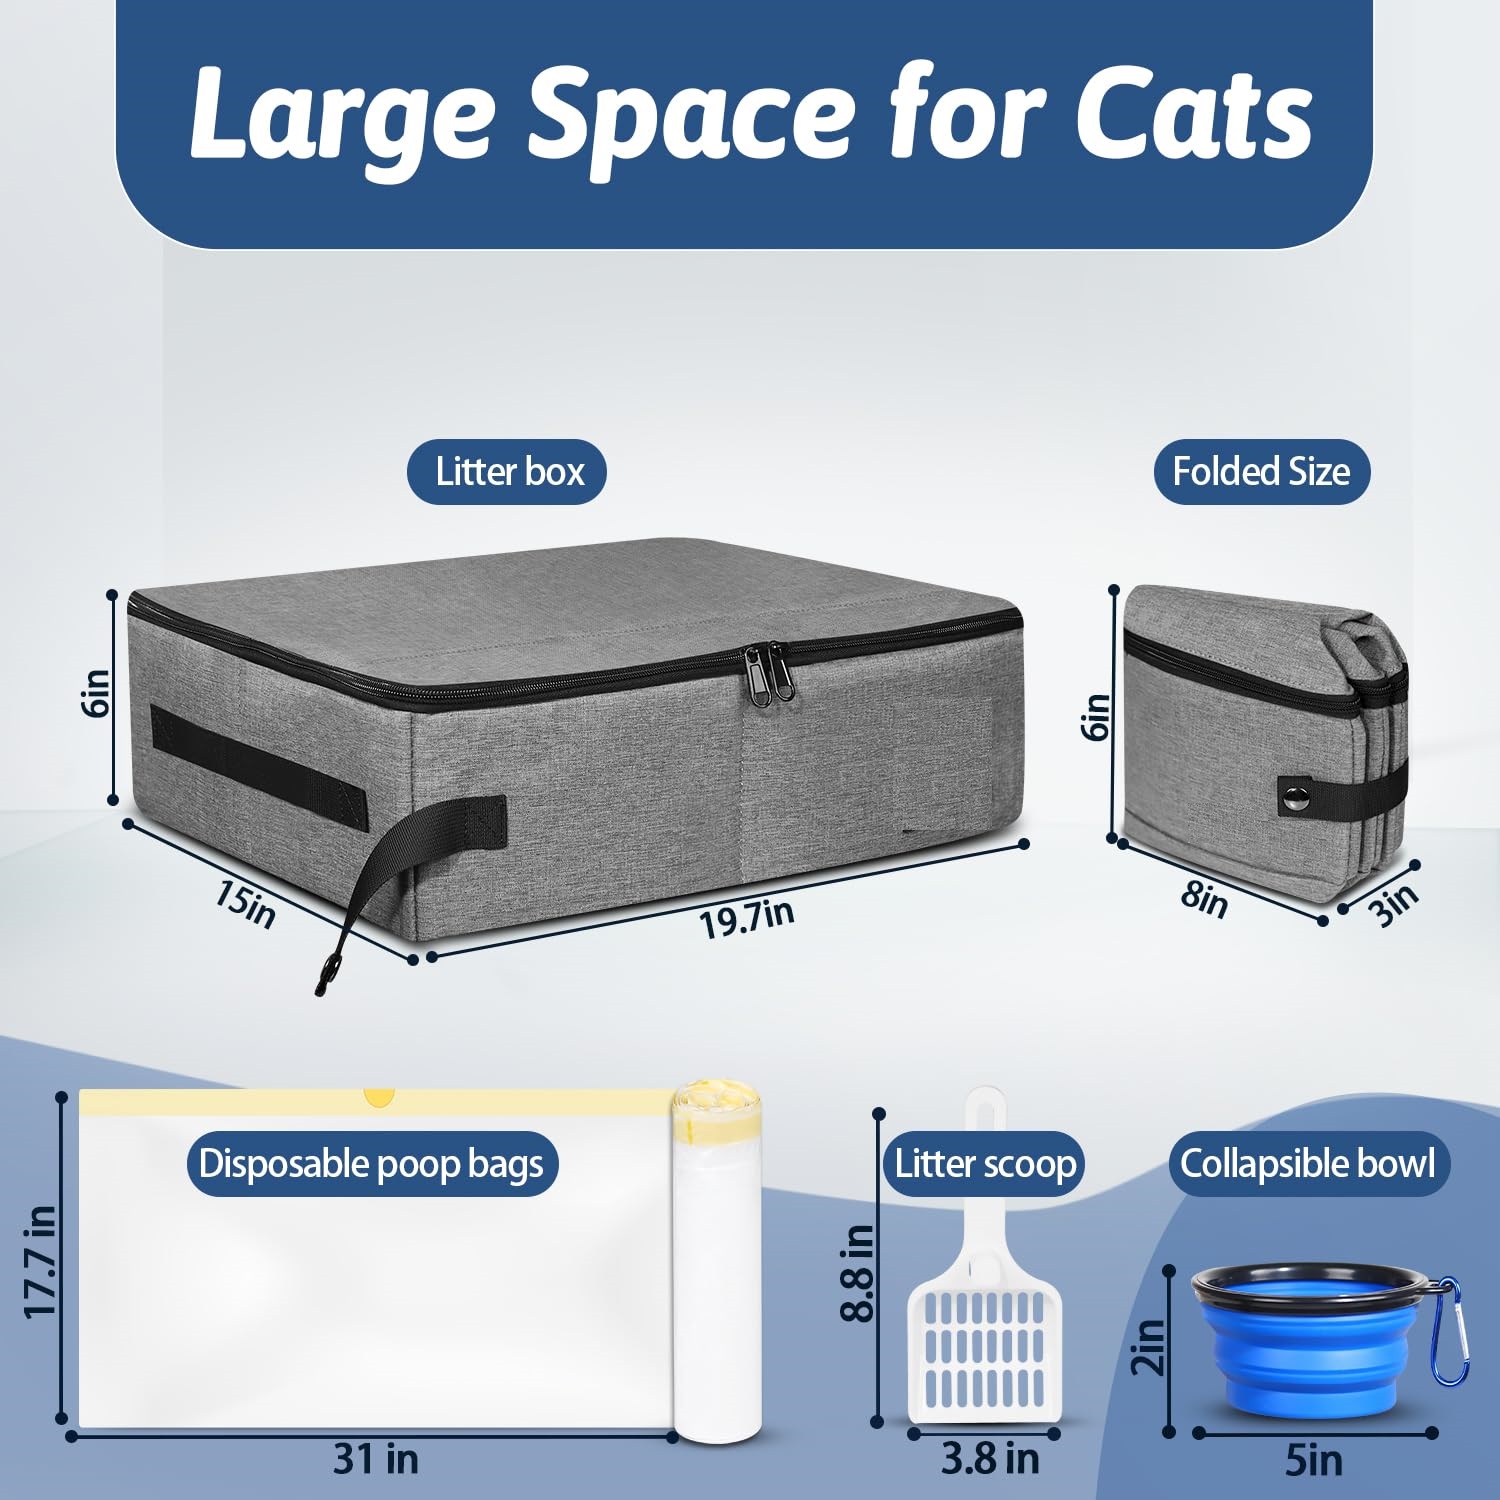 Large Space for Cats
Litter box
Folded Size
6in
15in
19.7in
6in
8in
3in
Disposable poop bags
17.7 in
31 in
Litter scoop
8.8 in
3.8 in
Collapsible bowl
2in
5in